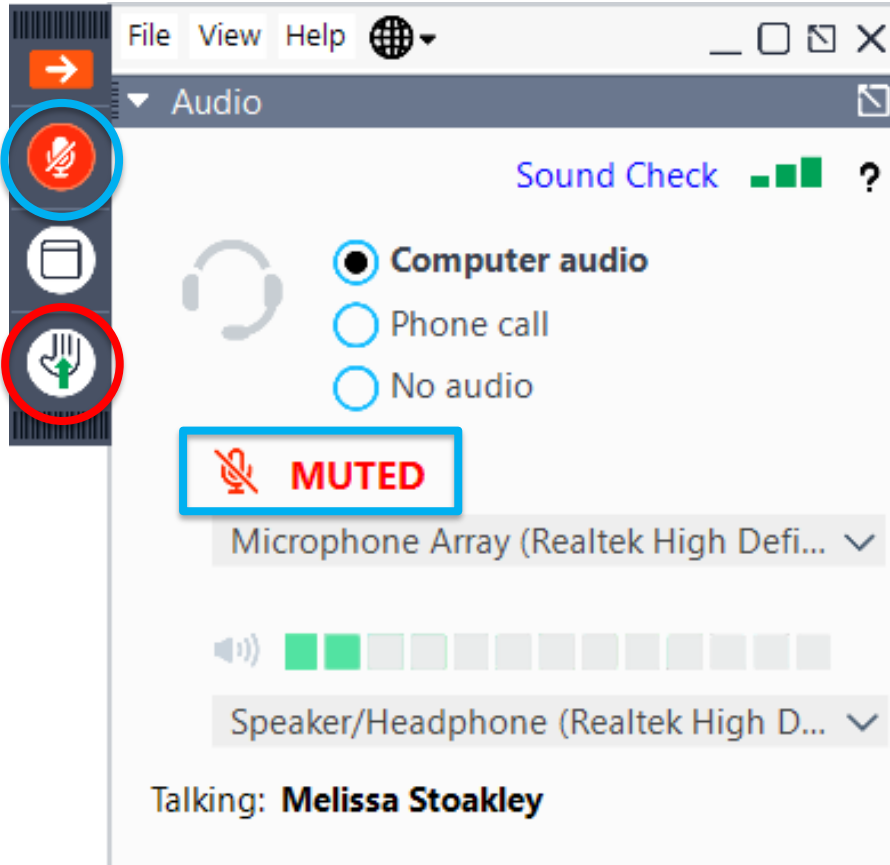 File View Help
Audio
Sound Check ?
Computer audio
Phone call
No audio
MUTED
Microphone Array (Realtek High Defi...
Speaker/Headphone (Realtek High D...
Talking: Melissa Stoakley